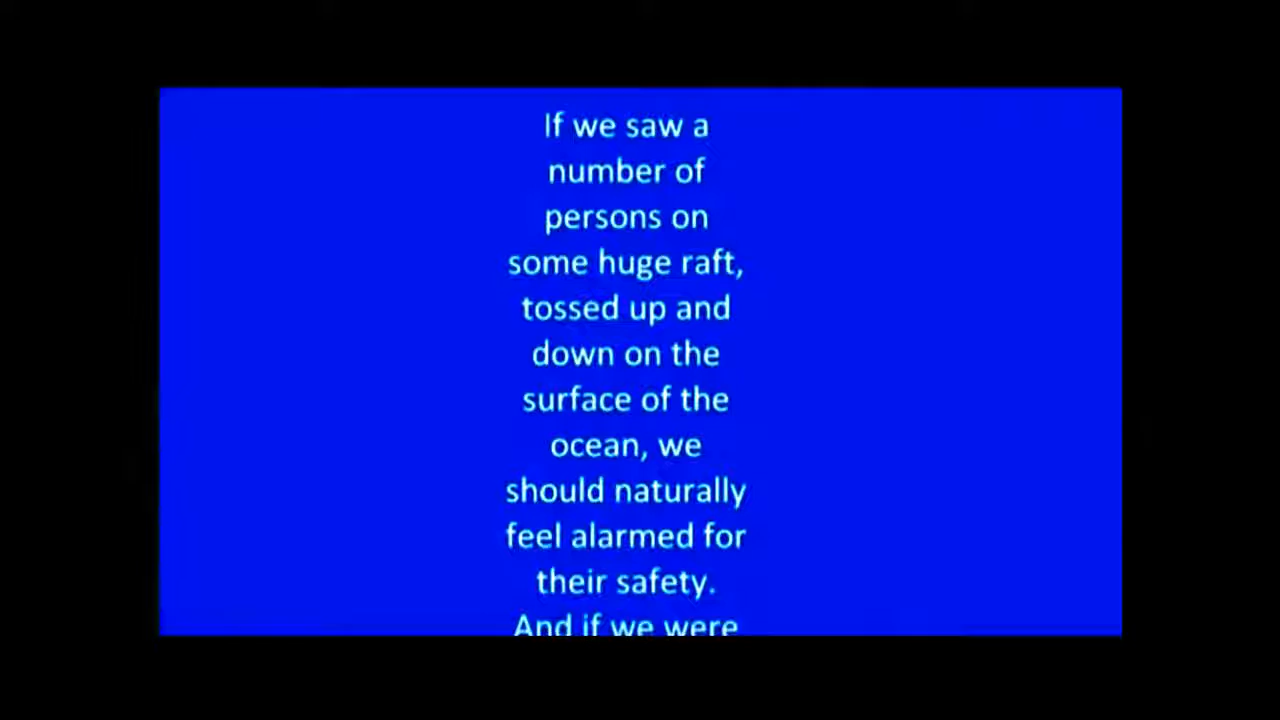 If we saw a
number of
persons on
some huge raft,
tossed up and
down on the
surface of the
ocean, we
should naturally
feel alarmed for
their safety.
And if we were